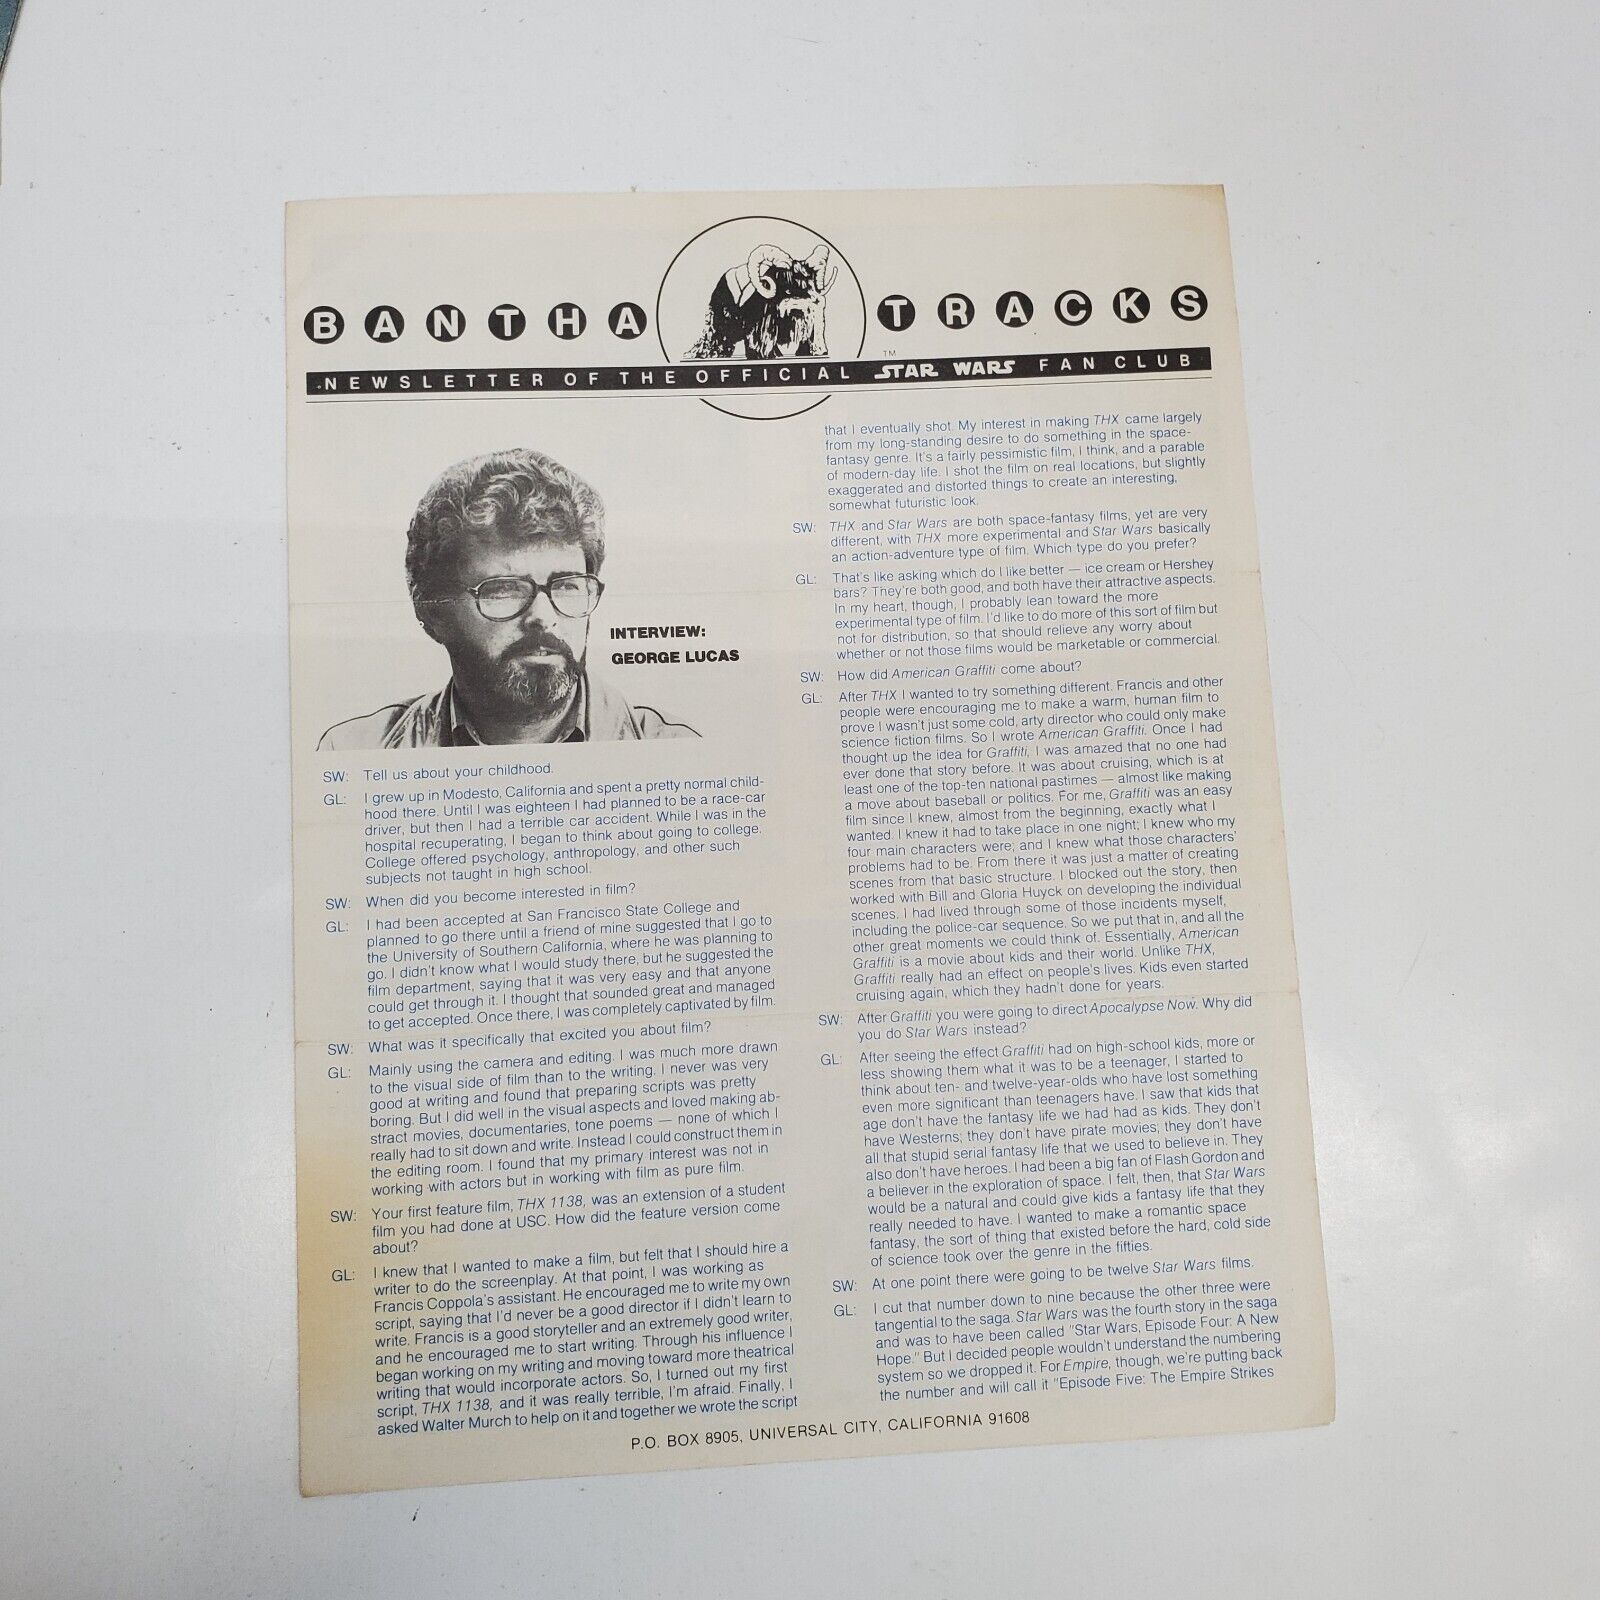 BANTHA TRACKS
TM
NEWSLETTER OF THE OFFICIAL STAR WARS FAN CLUB
INTERVIEW:
GEORGE LUCAS
SW: Tell us about your childhood.
GL: I grew up in Modesto, California and spent a pretty normal child-
hood there. Until I was eighteen I had planned to be a race-car
driver, but then I had a terrible car accident. While I was in the
hospital recuperating, I began to think about going to college.
College offered psychology, anthropology, and other such
subjects not taught in high school.
SW: When did you become interested in film?
GL: I had been accepted at San Francisco State College and
planned to go there until a friend of mine suggested that I go to
the University of Southern California, where he was planning to
go. I didn't know what I would study there, but he suggested the
film department, saying that it was very easy and that anyone
could get through it. I thought that sounded great and managed
to get accepted. Once there, I was completely captivated by film.
SW: What was it specifically that excited you about film?
GL: Mainly using the camera and editing. I was much more drawn
to the visual side of film than to the writing. I never was very
good at writing and found that preparing scripts was pretty
boring. But I did well in the visual aspects and loved making ab-
stract movies, documentaries, tone poems — none of which I
really had to sit down and write. Instead I could construct them in
the editing room. I found that my primary interest was not in
working with actors but in working with film as pure film.
SW: Your first feature film, THX 1138, was an extension of a student
film you had done at USC. How did the feature version come
about?
GL: I knew that I wanted to make a film, but felt that I should hire a
writer to do the screenplay. At that point, I was working as
Francis Coppola's assistant. He encouraged me to write my own
script, saying that I'd never be a good director if I didn't learn to
write. Francis is a good storyteller and an extremely good writer,
and he encouraged me to start writing. Through his influence I
began working on my writing and moving toward more theatrical
writing that would incorporate actors. So, I turned out my first
script, THX 1138, and it was really terrible, I'm afraid. Finally, I
asked Walter Murch to help on it and together we wrote the script
that I eventually shot. My interest in making THX came largely
from my long-standing desire to do something in the space-
fantasy genre. It's a fairly pessimistic film, I think, and a parable
of modern-day life. I shot the film on real locations, but slightly
exaggerated and distorted things to create an interesting,
somewhat futuristic look.
SW: THX and Star Wars are both space-fantasy films, yet are very
different, with THX more experimental and Star Wars basically
an action-adventure type of film. Which type do you prefer?
GL: That's like asking which do I like better — ice cream or Hershey
bars? They're both good, and both have their attractive aspects.
In my heart, though, I probably lean toward the more
experimental type of film. I'd like to do more of this sort of film but
not for distribution, so that should relieve any worry about
whether or not those films would be marketable or commercial.
SW: How did American Graffiti come about?
GL: After THX I wanted to try something different. Francis and other
people were encouraging me to make a warm, human film to
prove I wasn't just some cold, arty director who could only make
science fiction films. So I wrote American Graffiti. Once I had
thought up the idea for Graffiti, I was amazed that no one had
ever done that story before. It was about cruising, which is at
least one of the top-ten national pastimes — almost like making
a move about baseball or politics. For me, Graffiti was an easy
film since I knew, almost from the beginning, exactly what I
wanted. I knew it had to take place in one night; I knew who my
four main characters were; and I knew what those characters'
problems had to be. From there it was just a matter of creating
scenes from that basic structure. I blocked out the story, then
worked with Bill and Gloria Huyck on developing the individual
scenes. I had lived through some of those incidents myself,
including the police-car sequence. So we put that in, and all the
other great moments we could think of. Essentially, American
Graffiti is a movie about kids and their world. Unlike THX,
Graffiti really had an effect on people's lives. Kids even started
cruising again, which they hadn't done for years.
SW: After Graffiti you were going to direct Apocalypse Now. Why did
you do Star Wars instead?
GL: After seeing the effect Graffiti had on high-school kids, more or
less showing them what it was to be a teenager, I started to
think about ten- and twelve-year-olds who have lost something
even more significant than teenagers have. I saw that kids that
age don't have the fantasy life we had had as kids. They don't
have Westerns; they don't have pirate movies; they don't have
all that stupid serial fantasy life that we used to believe in. They
also don't have heroes. I had been a big fan of Flash Gordon and
a believer in the exploration of space. I felt, then, that Star Wars
would be a natural and could give kids a fantasy life that they
really needed to have. I wanted to make a romantic space
fantasy, the sort of thing that existed before the hard, cold side
of science took over the genre in the fifties.
SW: At one point there were going to be twelve Star Wars films.
GL: I cut that number down to nine because the other three were
tangential to the saga. Star Wars was the fourth story in the saga
and was to have been called "Star Wars, Episode Four: A New
Hope." But I decided people wouldn't understand the numbering
system so we dropped it. For Empire, though, we're putting back
the number and will call it "Episode Five: The Empire Strikes
P.O. BOX 8905, UNIVERSAL CITY, CALIFORNIA 91608